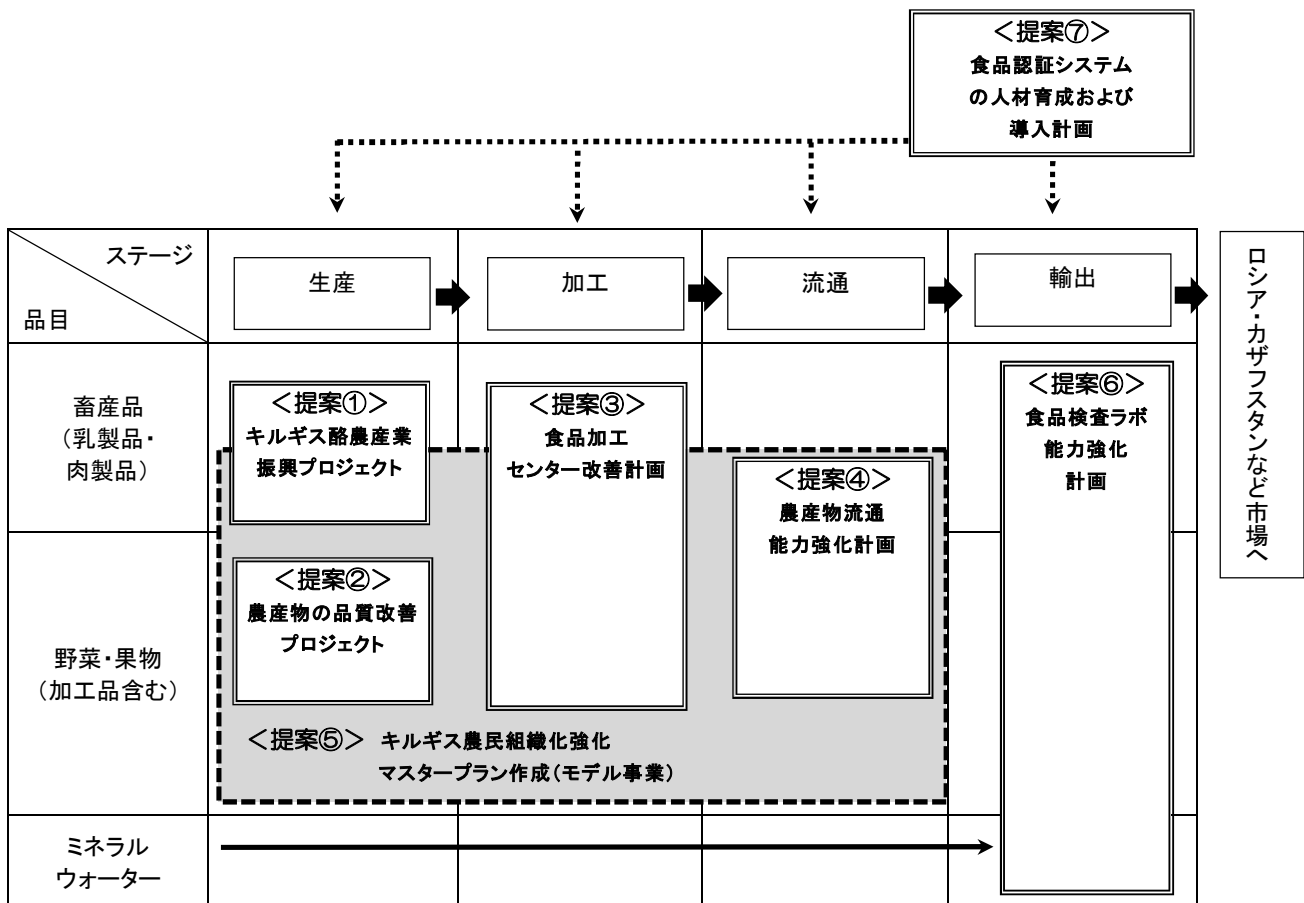 ＜提案⑦＞
食品認証システム
の人材育成および
導入計画
ステージ
品目
生産
加工
流通
輸出
ロシア・カザフスタンなど市場へ
畜産品
（乳製品・
肉製品）
＜提案①＞
キルギス酪農産業
振興プロジェクト
＜提案③＞
食品加工
センター改善計画
＜提案④＞
農産物流通
能力強化計画
＜提案⑥＞
食品検査ラボ
能力強化
計画
野菜・果物
（加工品含む）
＜提案②＞
農産物の品質改善
プロジェクト
＜提案⑤＞ キルギス農民組織化強化
マスタープラン作成（モデル事業）
ミネラル
ウォーター